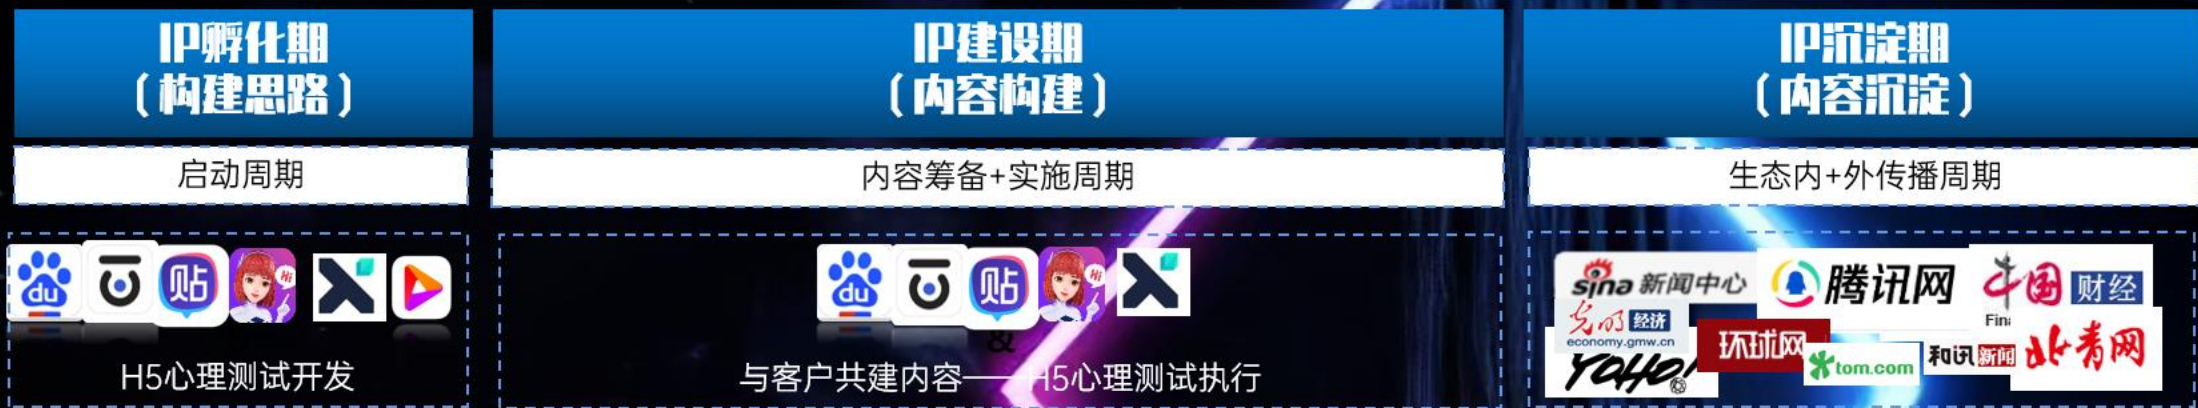 IP孵化期
（构建思路）
IP建设期
（内容构建）
IP沉淀期
（内容沉淀）
启动周期
内容筹备+实施周期
生态内+外传播周期
du
贴
Hi
H5心理测试开发
du
贴
Hi
&
与客户共建内容——H5心理测试执行
sina 新闻中心
腾讯网
中国财经
Fin
光明 经济
economy.gmw.cn
YOHO!
环球网
tom.com
和讯新闻
北青网